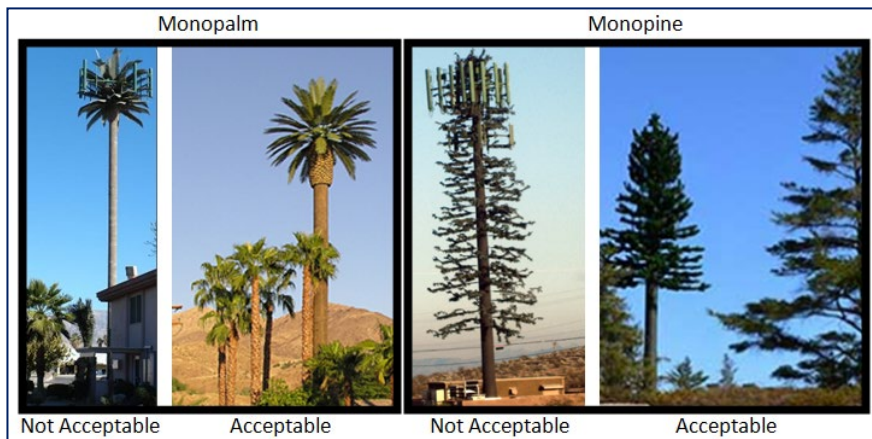 Monopalm
Monopine
Not Acceptable
Acceptable
Not Acceptable
Acceptable